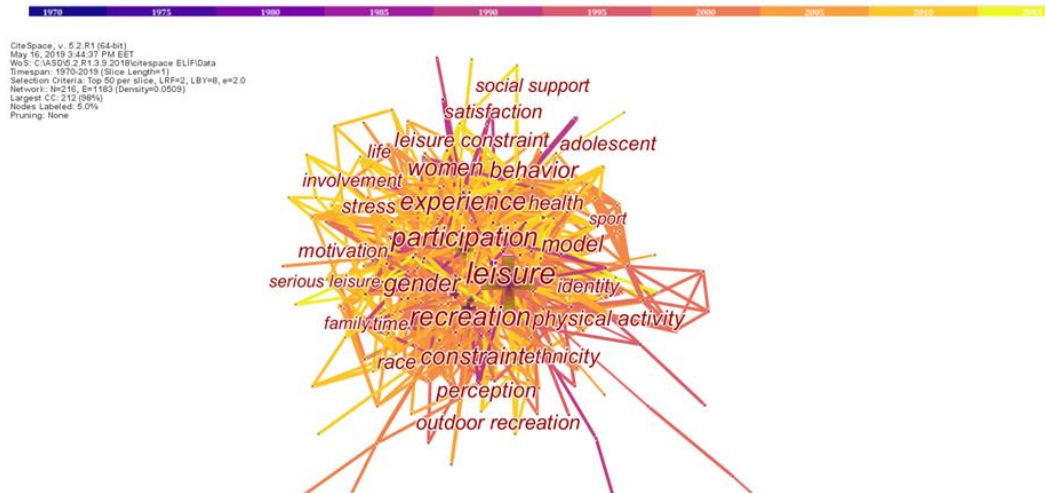 1970 1975 1980 1985 1990 1995 2000 2005 2010 2015
CiteSpace, v. 5.2.R1 (64-bit)
May 16, 2019 3:44:37 PM EET
WoS: C:\ASD\5.2.R1.3.9.2018\citespace ELIF\Data
Timespan: 1970-2019 (Slice Length=1)
Selection Criteria: Top 50 per slice, LRF=2, LBY=8, e=2.0
Network: N=216, E=1183 (Density=0.0509)
Largest CC: 212 (98%)
Nodes Labeled: 5.0%
Pruning: None
social support
satisfaction
leisure constraint adolescent
life
women behavior
involvement
stress experience health
sport
participation model
motivation
leisure
serious leisure gender identity
family time recreation physical activity
race constraint ethnicity
perception
outdoor recreation